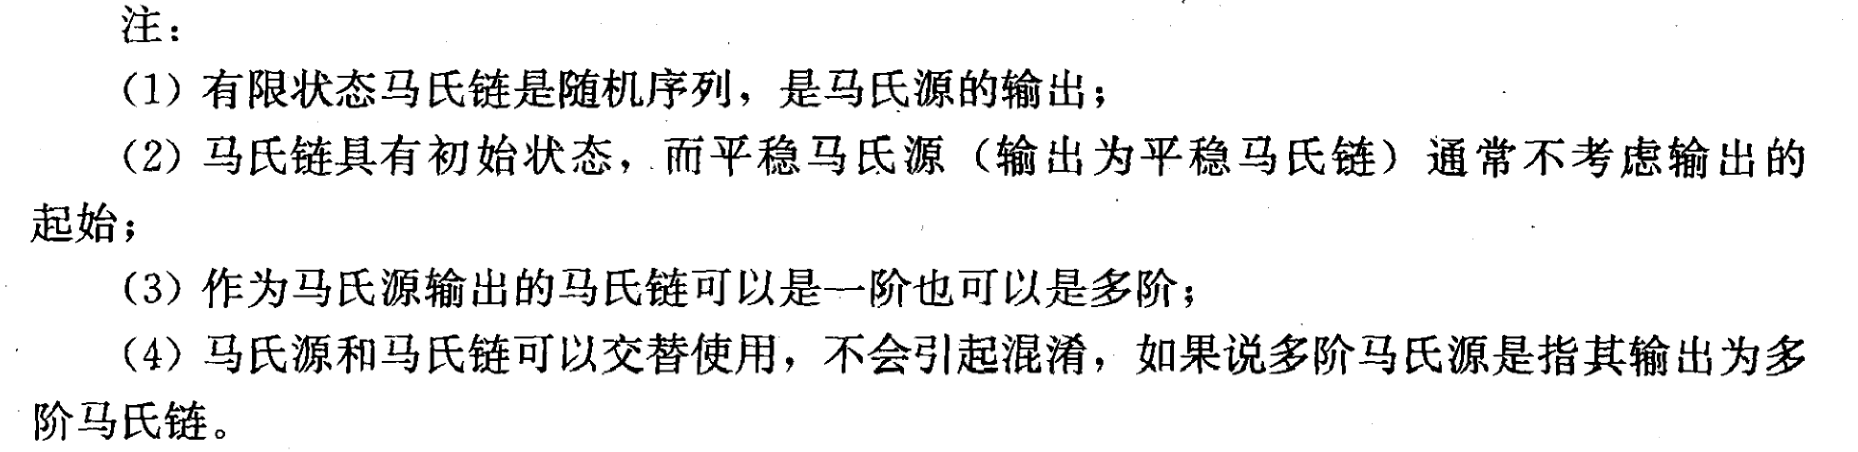 注：
（1）有限状态马氏链是随机序列，是马氏源的输出；
（2）马氏链具有初始状态，而平稳马氏源（输出为平稳马氏链）通常不考虑输出的
起始；
（3）作为马氏源输出的马氏链可以是一阶也可以是多阶；
（4）马氏源和马氏链可以交替使用，不会引起混淆，如果说多阶马氏源是指其输出为多
阶马氏链。